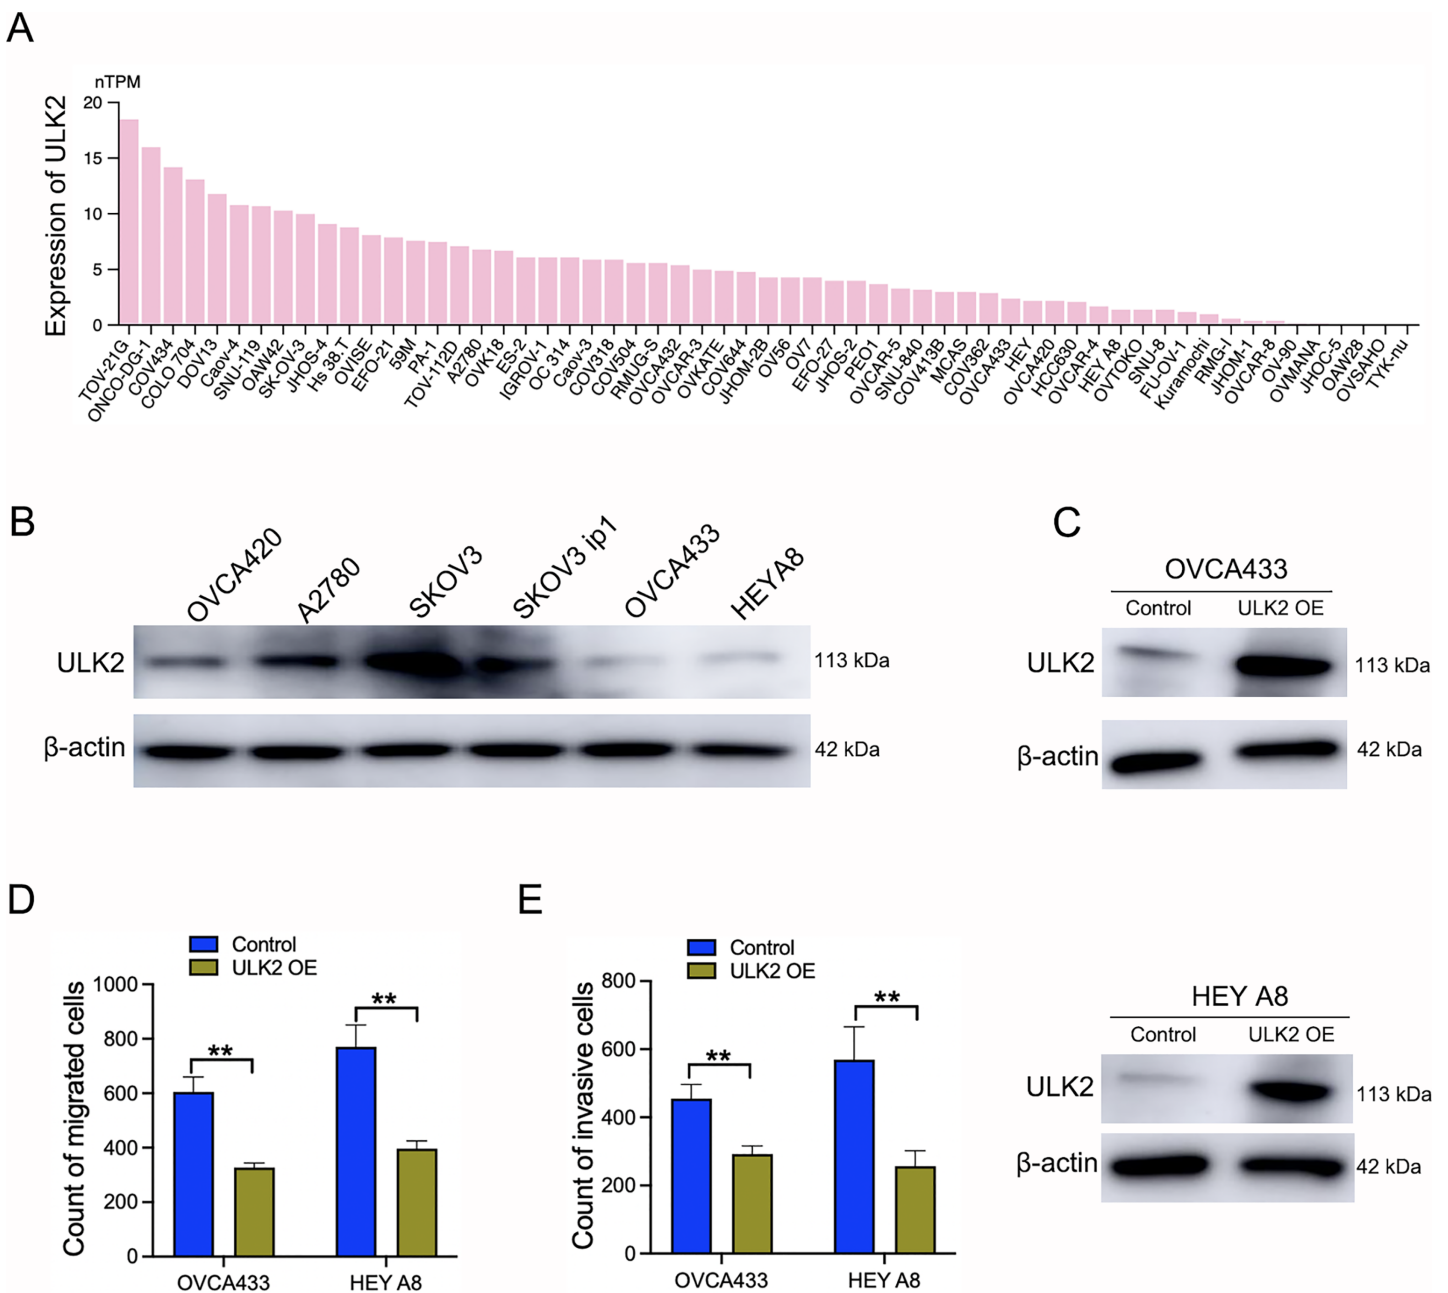 A
nTPM
Expression of ULK2
20
15
10
5
0
TOV-21G
ONCO-DG-1
COV434
COLO 704
DOV13
Caov-4
SNU-119
OAW42
SK-OV-3
JHOS-4
Hs 38.T
OVISE
EFO-21
59M
PA-1
TOV-112D
A2780
OVK18
ES-2
IGROV-1
OC 314
Caov-3
COV318
COV504
RMUG-S
OVCA432
OVCAR-3
OVKATE
COV644
JHOM-2B
OV56
OV7
EFO-27
JHOS-2
PEO1
OVCAR-5
SNU-840
COV413B
MCAS
COV362
OVCA433
HEY
OVCA420
HCC630
OVCAR-4
HEY A8
OVTOKO
SNU-8
FU-OV-1
Kuramochi
RMG-I
JHOM-1
OVCAR-8
OV-90
OVMANA
JHOC-5
OAW28
OVSAHO
TYK-nu
B
OVCA420
A2780
SKOV3
SKOV3 ip1
OVCA433
HEYA8
ULK2
113 kDa
β-actin
42 kDa
C
OVCA433
Control
ULK2 OE
ULK2
113 kDa
β-actin
42 kDa
HEY A8
Control
ULK2 OE
ULK2
113 kDa
β-actin
42 kDa
D
Control
ULK2 OE
Count of migrated cells
1000
800
600
400
200
0
**
**
OVCA433
HEY A8
E
Control
ULK2 OE
Count of invasive cells
800
600
400
200
0
**
**
OVCA433
HEY A8